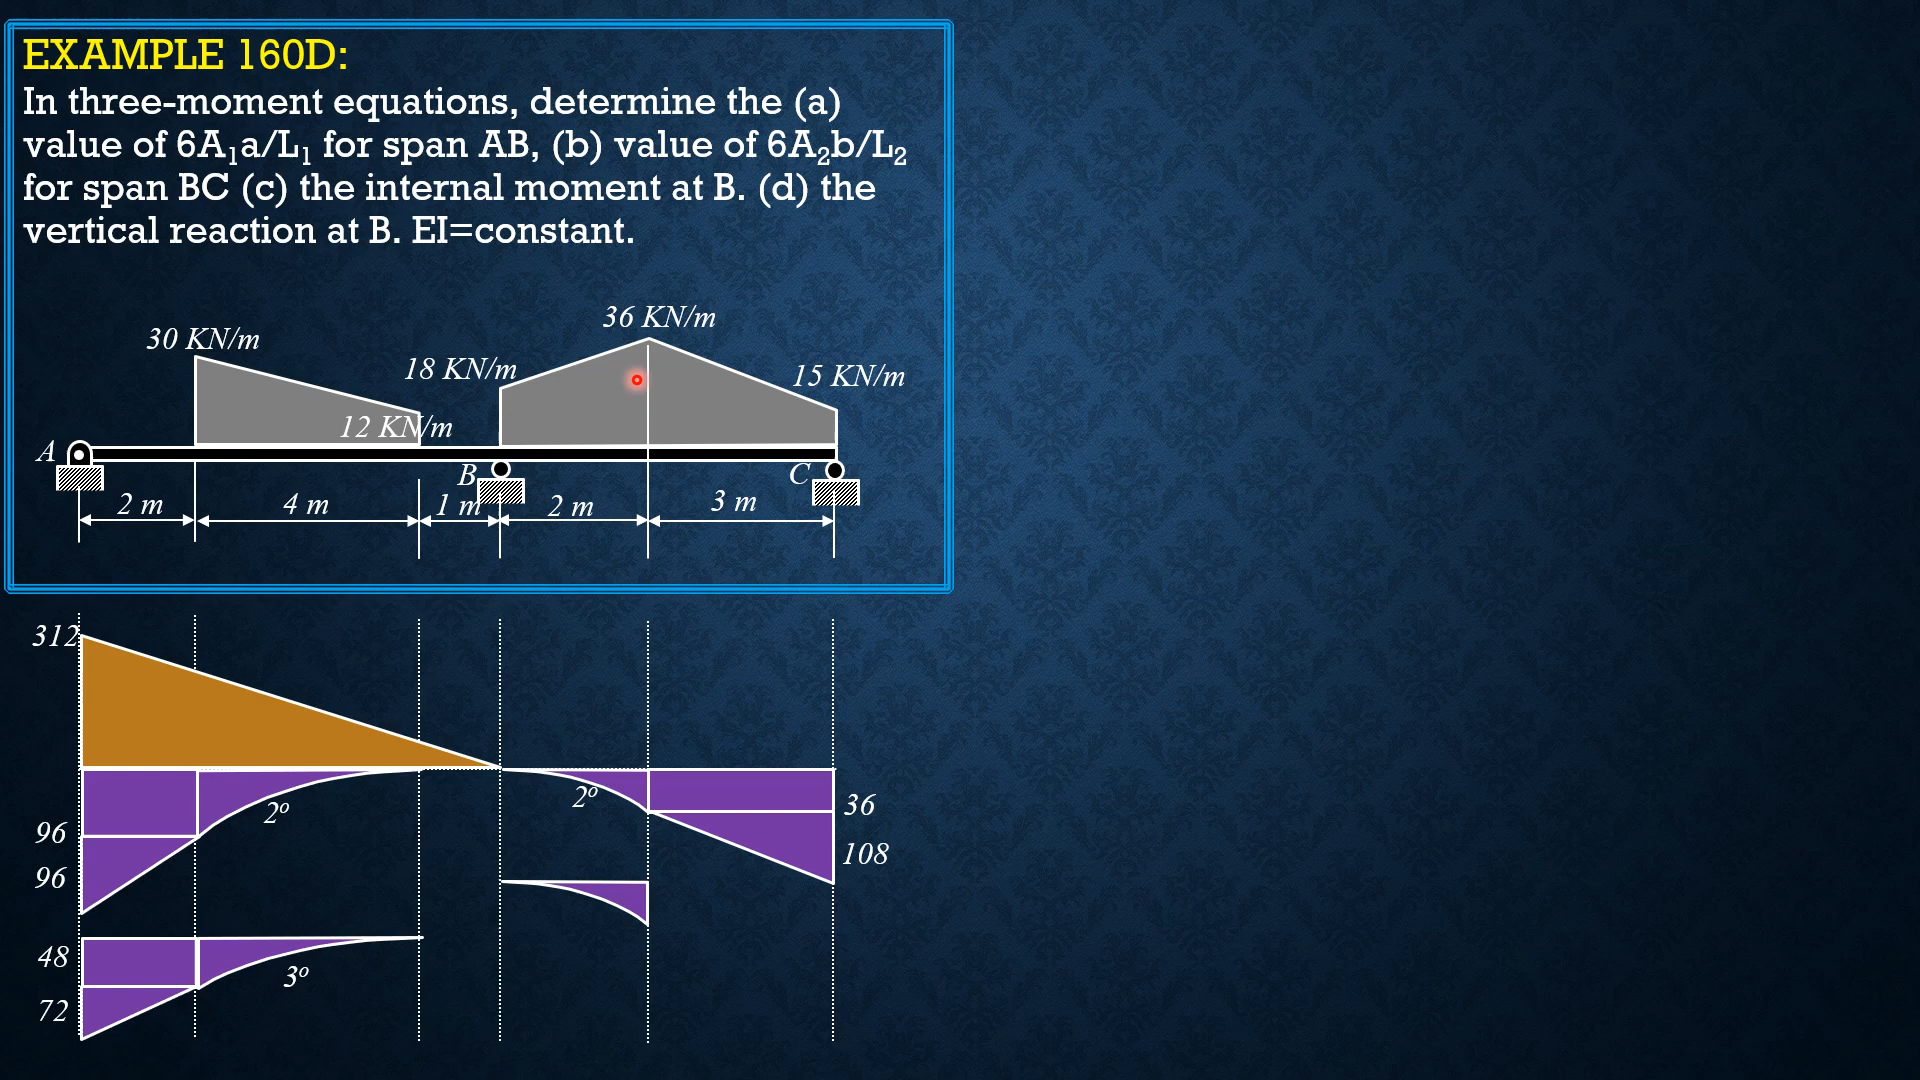 EXAMPLE 160D:
In three-moment equations, determine the (a)
value of 6A₁a/L₁ for span AB, (b) value of 6A₂b/L₂
for span BC (c) the internal moment at B. (d) the
vertical reaction at B. EI=constant.
36 KN/m
30 KN/m
18 KN/m
15 KN/m
12 KN/m
A
B
C
2 m
4 m
1 m
2 m
3 m
312
2º
2º
36
96
108
96
48
3º
72